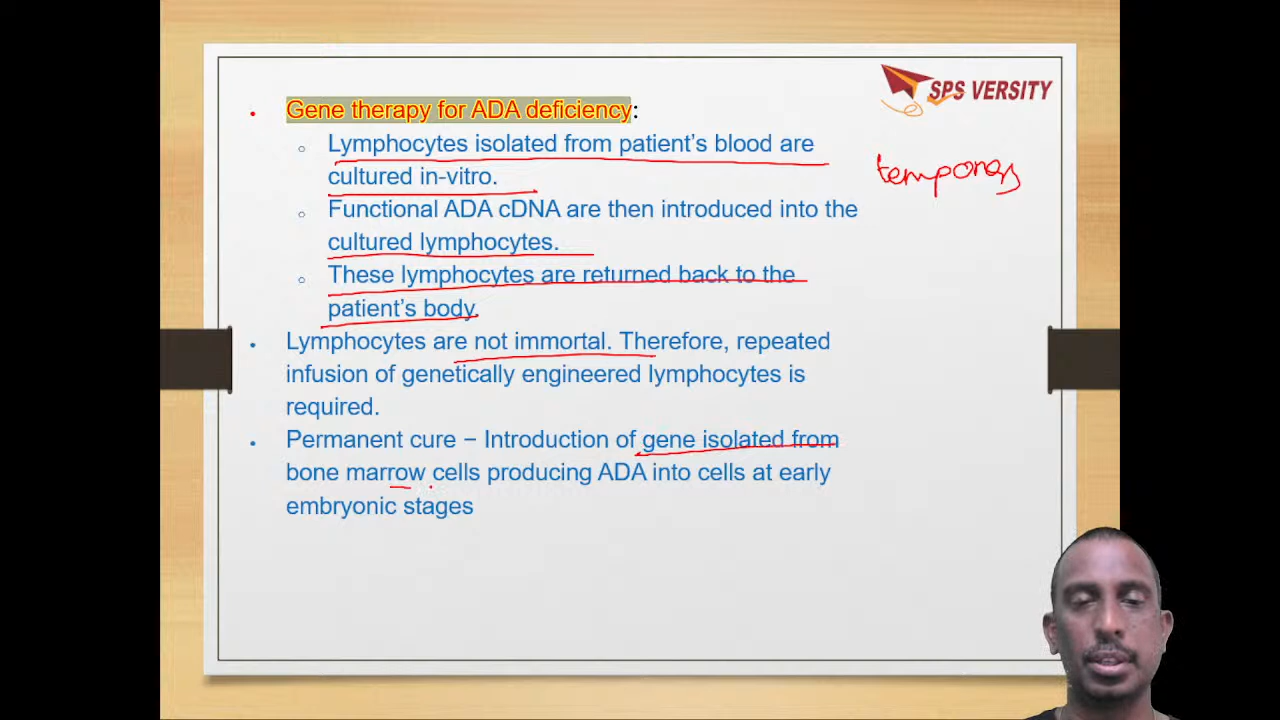 SPS VERSITY
Gene therapy for ADA deficiency:
Lymphocytes isolated from patient's blood are
cultured in-vitro.
Functional ADA cDNA are then introduced into the
cultured lymphocytes.
These lymphocytes are returned back to the
patient's body.
Lymphocytes are not immortal. Therefore, repeated
infusion of genetically engineered lymphocytes is
required.
Permanent cure − Introduction of gene isolated from
bone marrow cells producing ADA into cells at early
embryonic stages